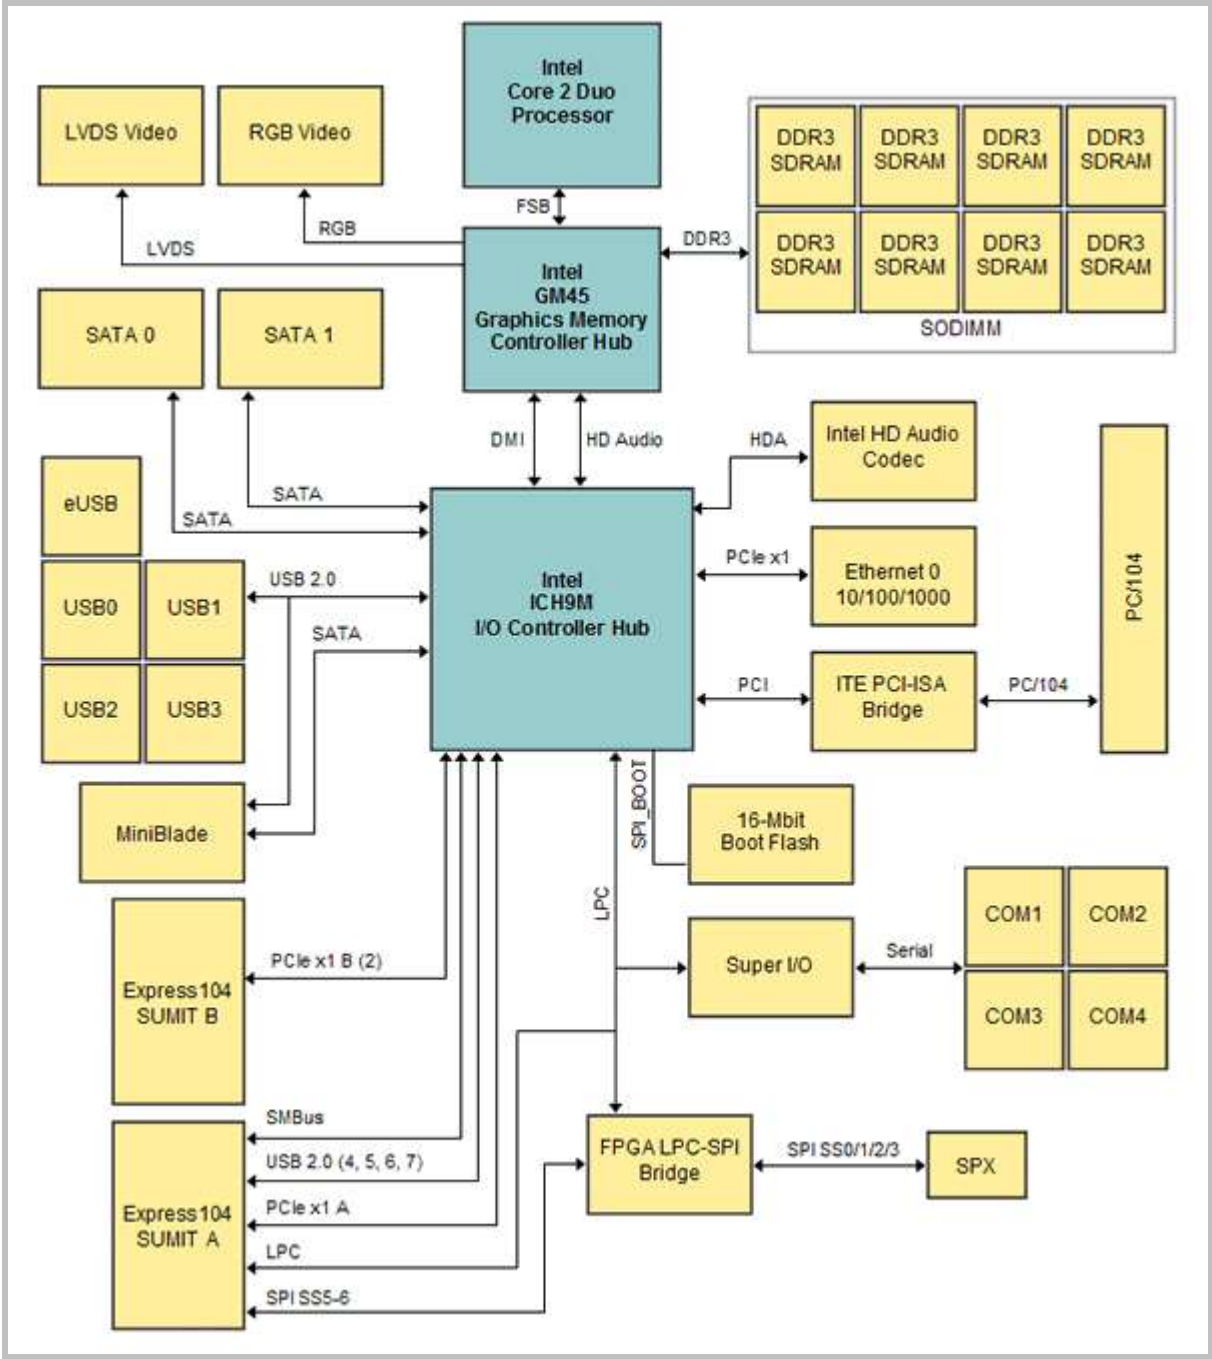 Intel
Core 2 Duo
Processor
LVDS Video
RGB Video
DDR3
SDRAM
DDR3
SDRAM
DDR3
SDRAM
DDR3
SDRAM
DDR3
SDRAM
DDR3
SDRAM
DDR3
SDRAM
DDR3
SDRAM
SODIMM
FSB
RGB
LVDS
DDR3
Intel
GM45
Graphics Memory
Controller Hub
SATA 0
SATA 1
DMI
HD Audio
HDA
Intel HD Audio
Codec
SATA
SATA
eUSB
USB0
USB1
USB2
USB3
USB 2.0
SATA
Intel
ICH9M
I/O Controller Hub
PCIe x1
Ethernet 0
10/100/1000
PCI
ITE PCI-ISA
Bridge
PC/104
PC/104
MiniBlade
SPI_BOOT
16-Mbit
Boot Flash
LPC
Super I/O
Serial
COM1
COM2
COM3
COM4
PCIe x1 B (2)
Express104
SUMIT B
SMBus
USB 2.0 (4, 5, 6, 7)
PCIe x1 A
LPC
SPI SS5-6
Express104
SUMIT A
FPGA LPC-SPI
Bridge
SPI SS0/1/2/3
SPX